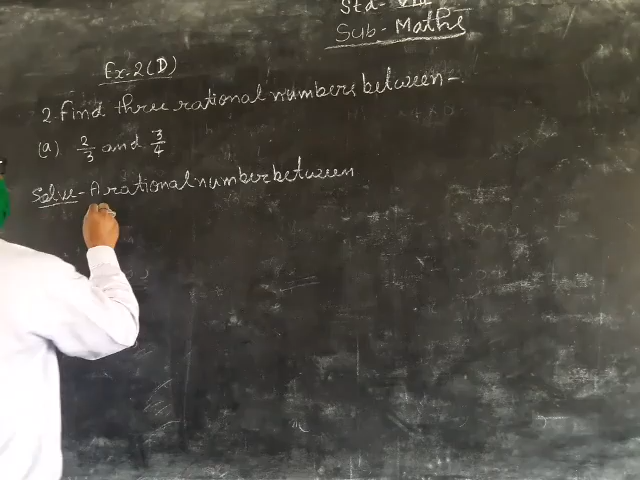 Std- VIII
Sub- Maths
Ex. 2(D)
2. Find three rational numbers between-
(a) 2/3 and 3/4
Solve- A rational number between